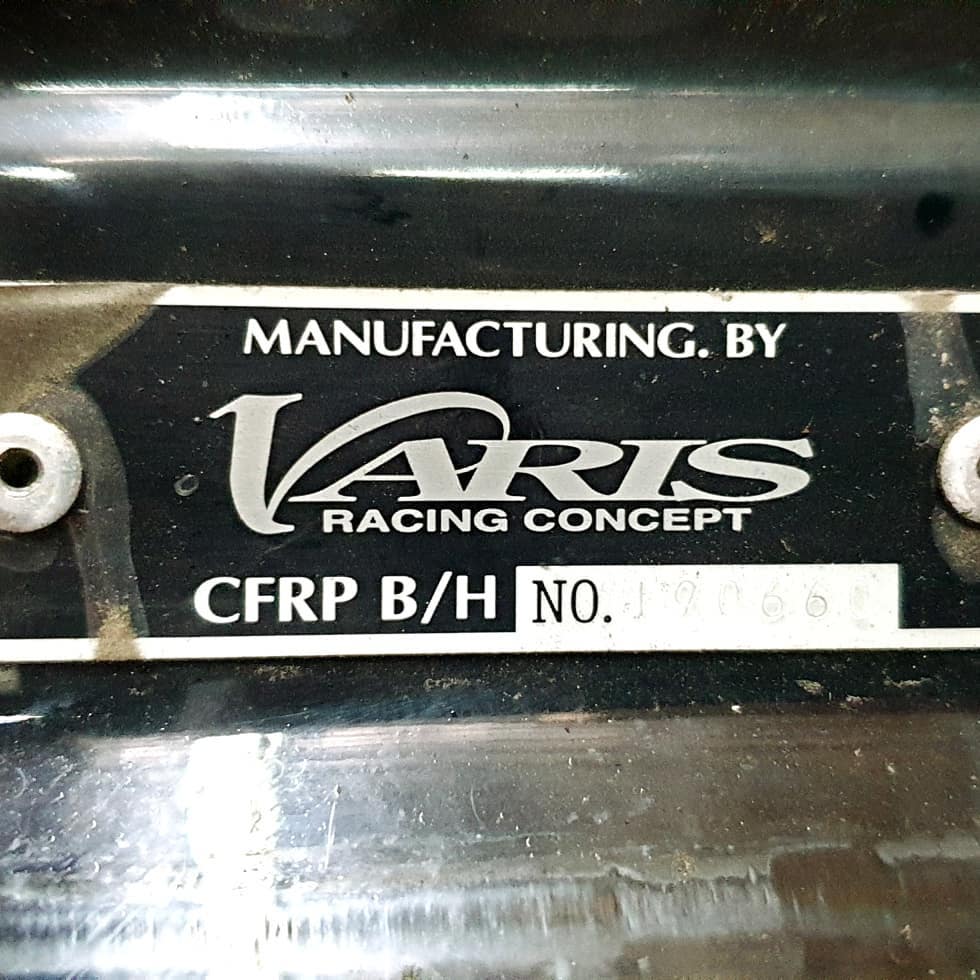 MANUFACTURING. BY
VARIS
RACING CONCEPT
CFRP B/H NO.